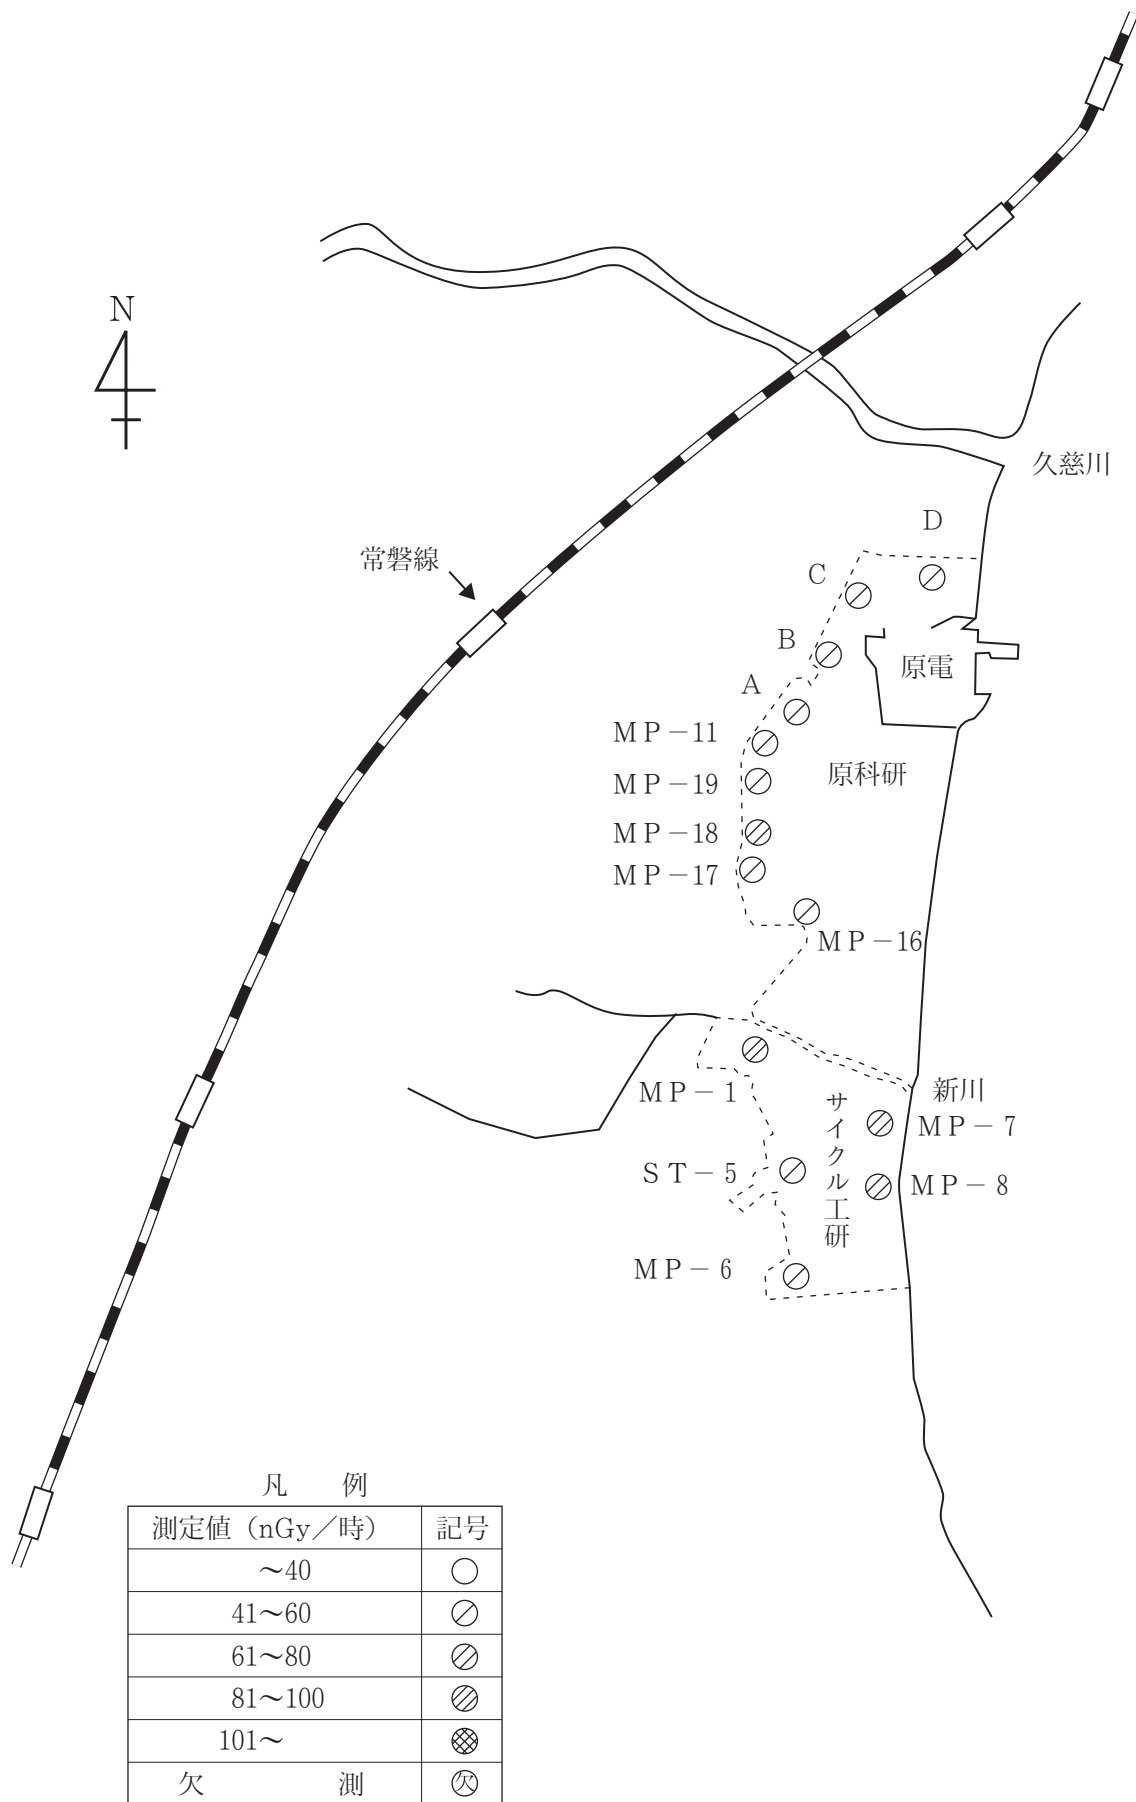 N
久慈川
D
常磐線
C
B
原電
A
ＭＰ－11
原科研
ＭＰ－19
ＭＰ－18
ＭＰ－17
ＭＰ－16
新川
ＭＰ－１
サイクル工研
ＭＰ－７
ＳＴ－５
ＭＰ－８
ＭＰ－６
凡　例
測定値（nGy／時）　記号
～40
41～60
61～80
81～100
101～
欠　測　欠